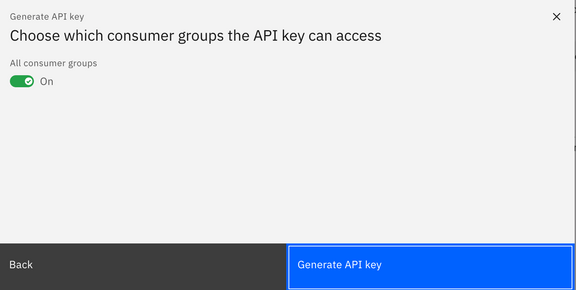 Generate API key
Choose which consumer groups the API key can access
All consumer groups
On
Back
Generate API key